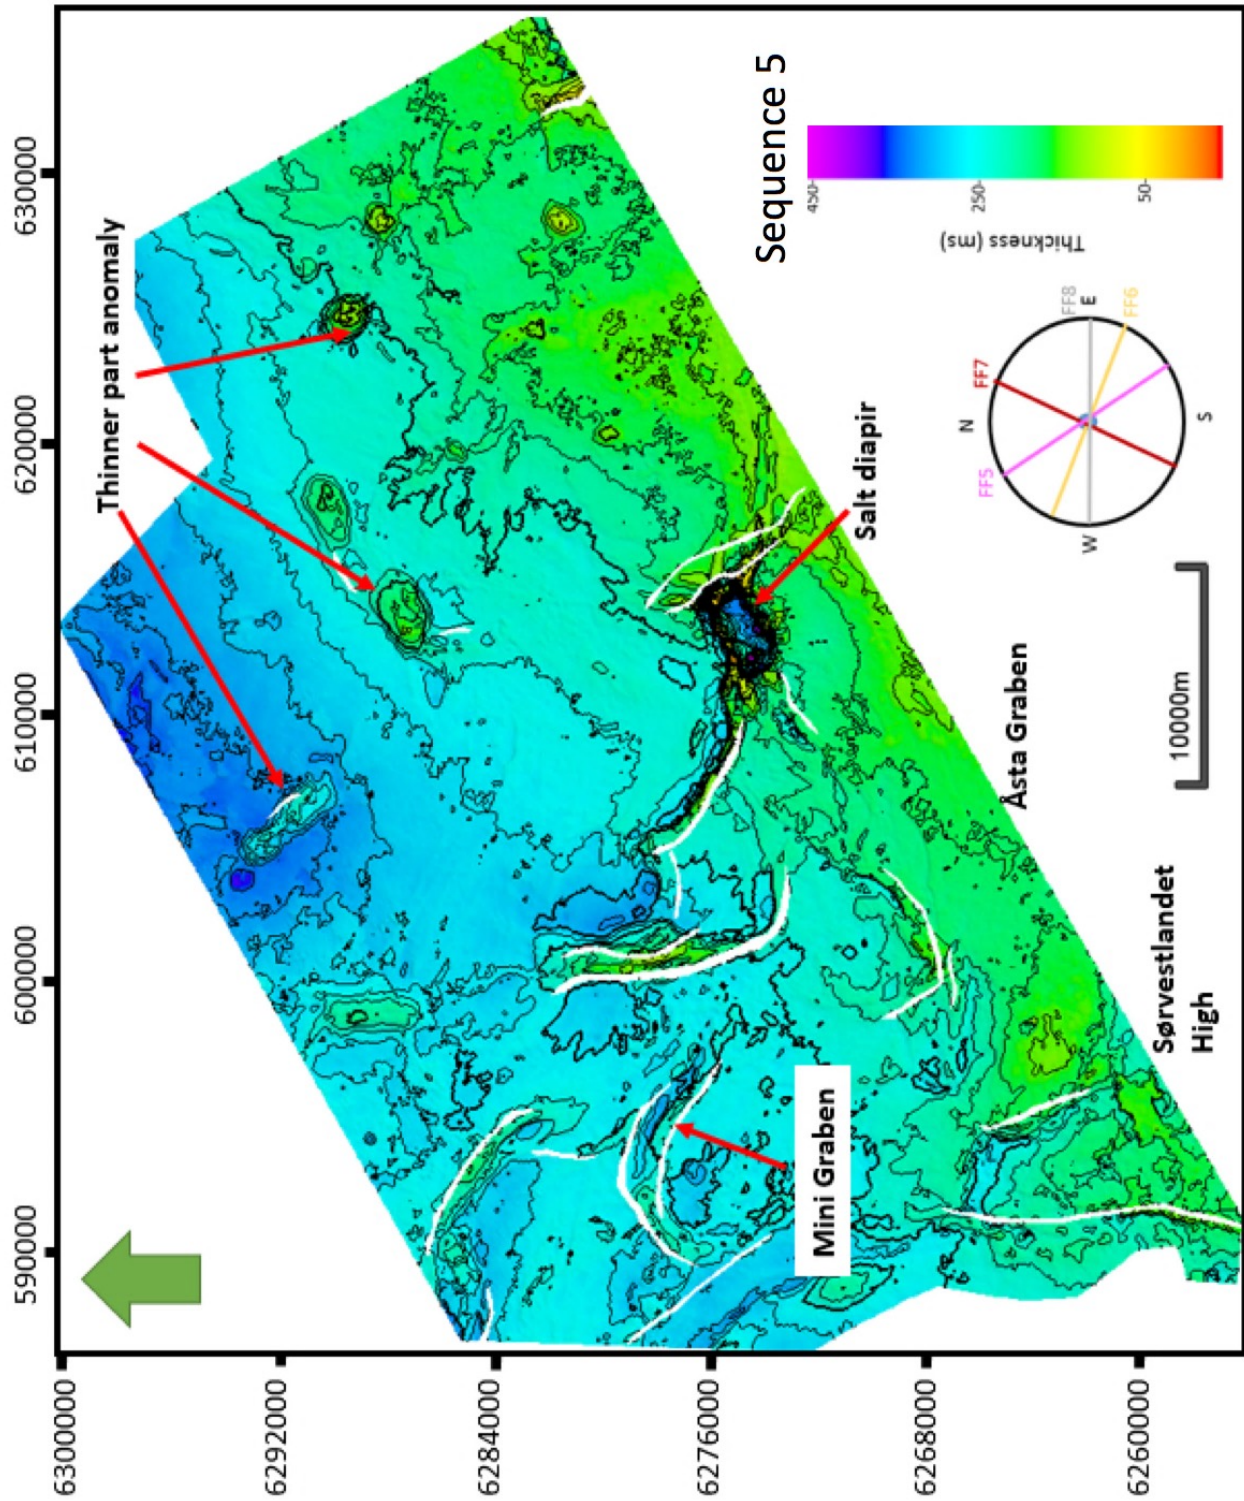 6300000
6292000
6284000
6276000
6268000
6260000
590000
600000
610000
620000
630000
Thinner part anomaly
Salt diapir
Mini Graben
Åsta Graben
Sørvestlandet
High
10000m
Sequence 5
Thickness (ms)
450
250
50
N
S
W
E
FF5
FF7
FF8
FF6